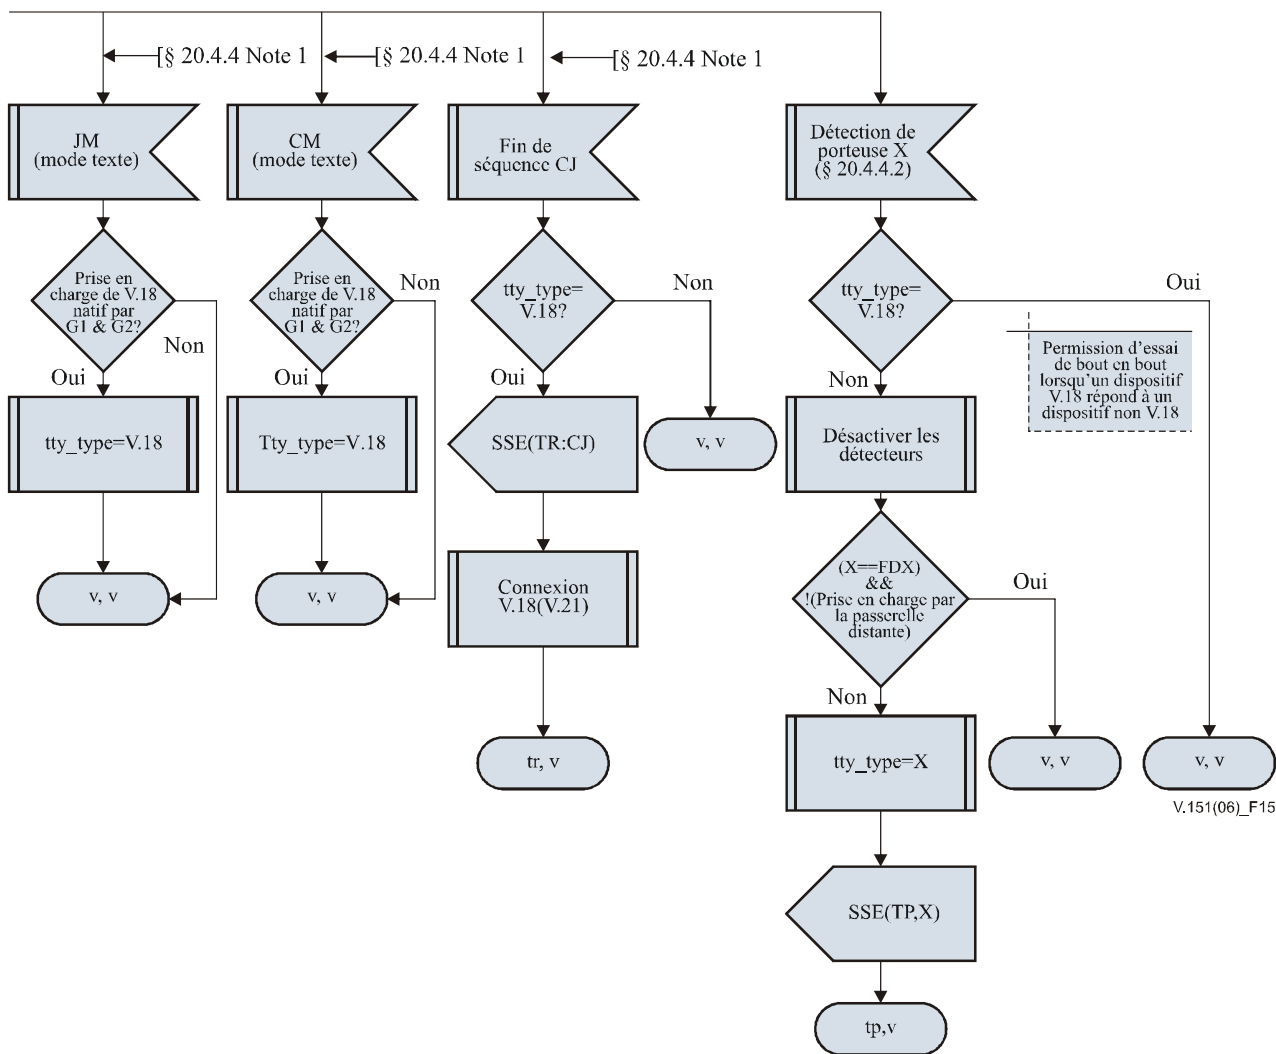 [§ 20.4.4 Note 1
[§ 20.4.4 Note 1
[§ 20.4.4 Note 1
JM
(mode texte)
CM
(mode texte)
Fin de
séquence CJ
Détection de
porteuse X
(§ 20.4.4.2)
Prise en
charge de V.18
natif par
G1 & G2?
Non
Oui
Prise en
charge de V.18
natif par
G1 & G2?
Non
Oui
tty_type=
V.18?
Non
Oui
tty_type=
V.18?
Oui
Non
Permission d’essai
de bout en bout
lorsqu’un dispositif
V.18 répond à un
dispositif non V.18
tty_type=V.18
Tty_type=V.18
SSE(TR:CJ)
v, v
Désactiver les
détecteurs
v, v
v, v
Connexion
V.18(V.21)
(X==FDX)
&&
!(Prise en charge par
la passerelle
distante)
Oui
Non
tr, v
tty_type=X
v, v
v, v
V.151(06)_F15
SSE(TP,X)
tp,v